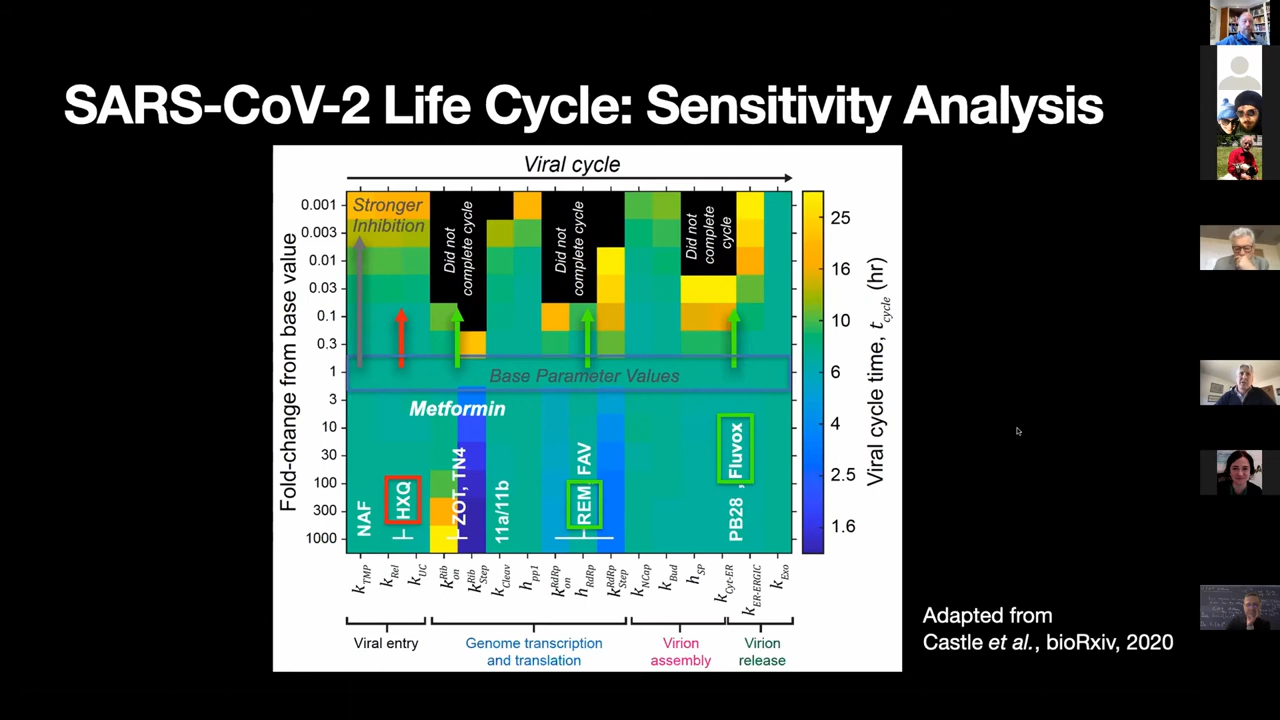 SARS-CoV-2 Life Cycle: Sensitivity Analysis
Viral cycle
Stronger
Inhibition
Did not
complete cycle
Did not
complete cycle
Did not
complete
cycle
Fold-change from base value
0.001
0.003
0.01
0.03
0.1
0.3
1
3
10
30
100
300
1000
Base Parameter Values
Metformin
NAF
HXQ
ZOT, TN4
11a/11b
REM, FAV
PB28, Fluvox
25
16
10
6
4
2.5
1.6
Viral cycle time, t_cycle (hr)
k_TMP
k_Rel
k_UC
k_on^Rib
k_Step^Rib
k_Cleav
h_pp1
k_on^RdRp
h_RdRp
k_Step^RdRp
k_NCap
k_Bud
h_SP
k_Cyt-ER
k_ER-ERGIC
k_Exo
Viral entry
Genome transcription
and translation
Virion
assembly
Virion
release
Adapted from
Castle et al., bioRxiv, 2020